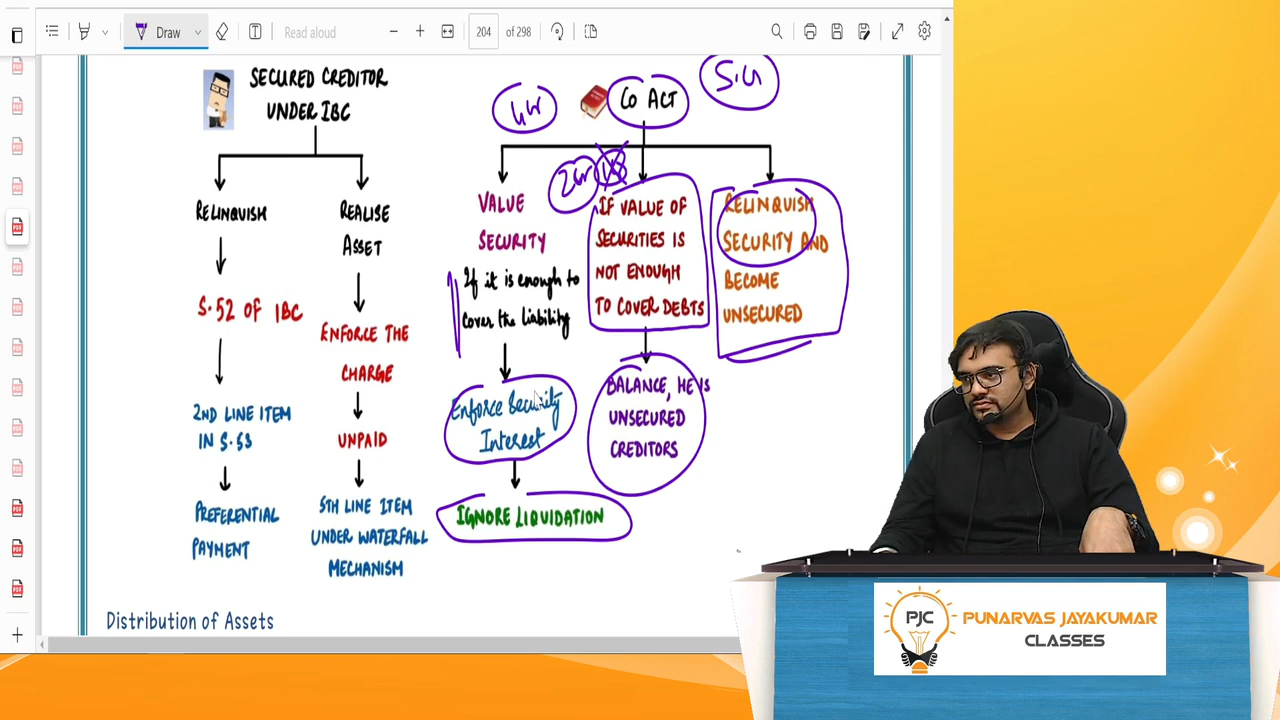 Draw
Read aloud
204 of 298
SECURED CREDITOR
UNDER IBC
RELINQUISH
S.52 OF IBC
2ND LINE ITEM
IN S.53
PREFERENTIAL
PAYMENT
REALISE
ASSET
ENFORCE THE
CHARGE
UNPAID
5TH LINE ITEM
UNDER WATERFALL
MECHANISM
CO ACT
4cr
5cr
2cr
VALUE
SECURITY
If it is enough to
cover the liability
Enforce Security
Interest
IGNORE LIQUIDATION
IF VALUE OF
SECURITIES IS
NOT ENOUGH
TO COVER DEBTS
BALANCE, HE IS
UNSECURED
CREDITORS
RELINQUISH
SECURITY AND
BECOME
UNSECURED
Distribution of Assets
PJC
PUNARVAS JAYAKUMAR
CLASSES